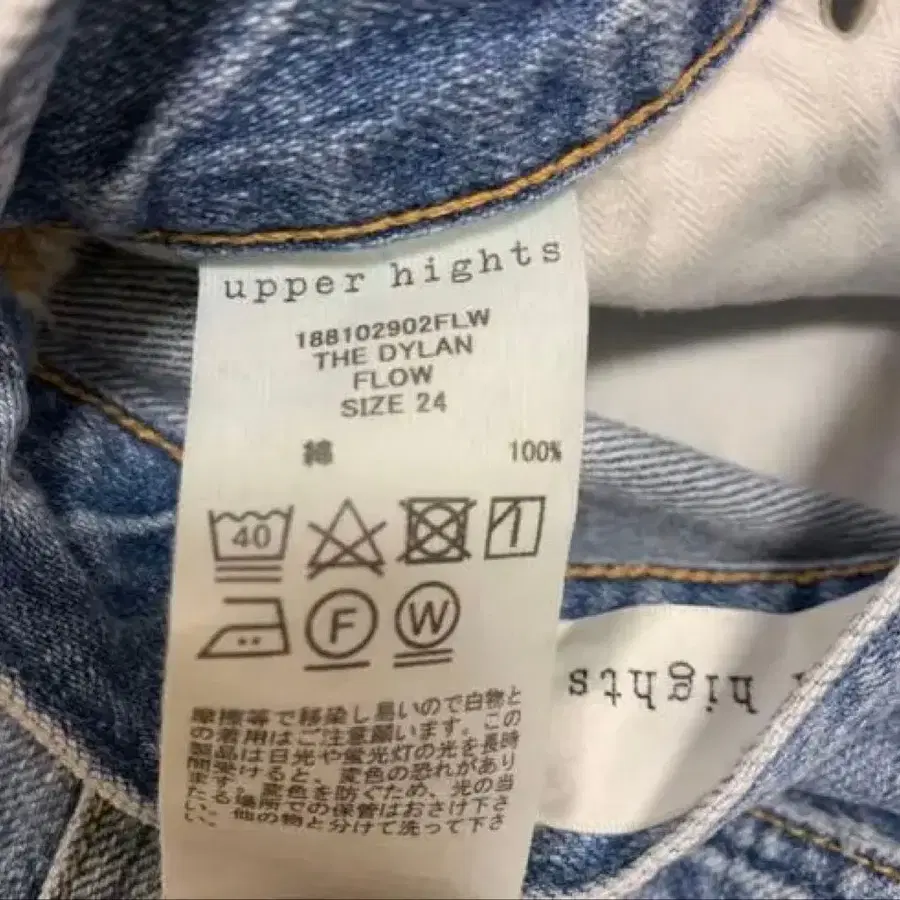 upper hights
188102902FLW
THE DYLAN
FLOW
SIZE 24
綿 100%
40
F W
摩擦等で移染し易いので白物と
の着用はご注意願います。この
製品は日光や蛍光灯の光を長時
間受けると、変色の恐れがあり
ます。変色を防ぐため、光の当
たる場所での保管はおさけ下さ
い。他の物と分けて洗って下さ
い。
hights